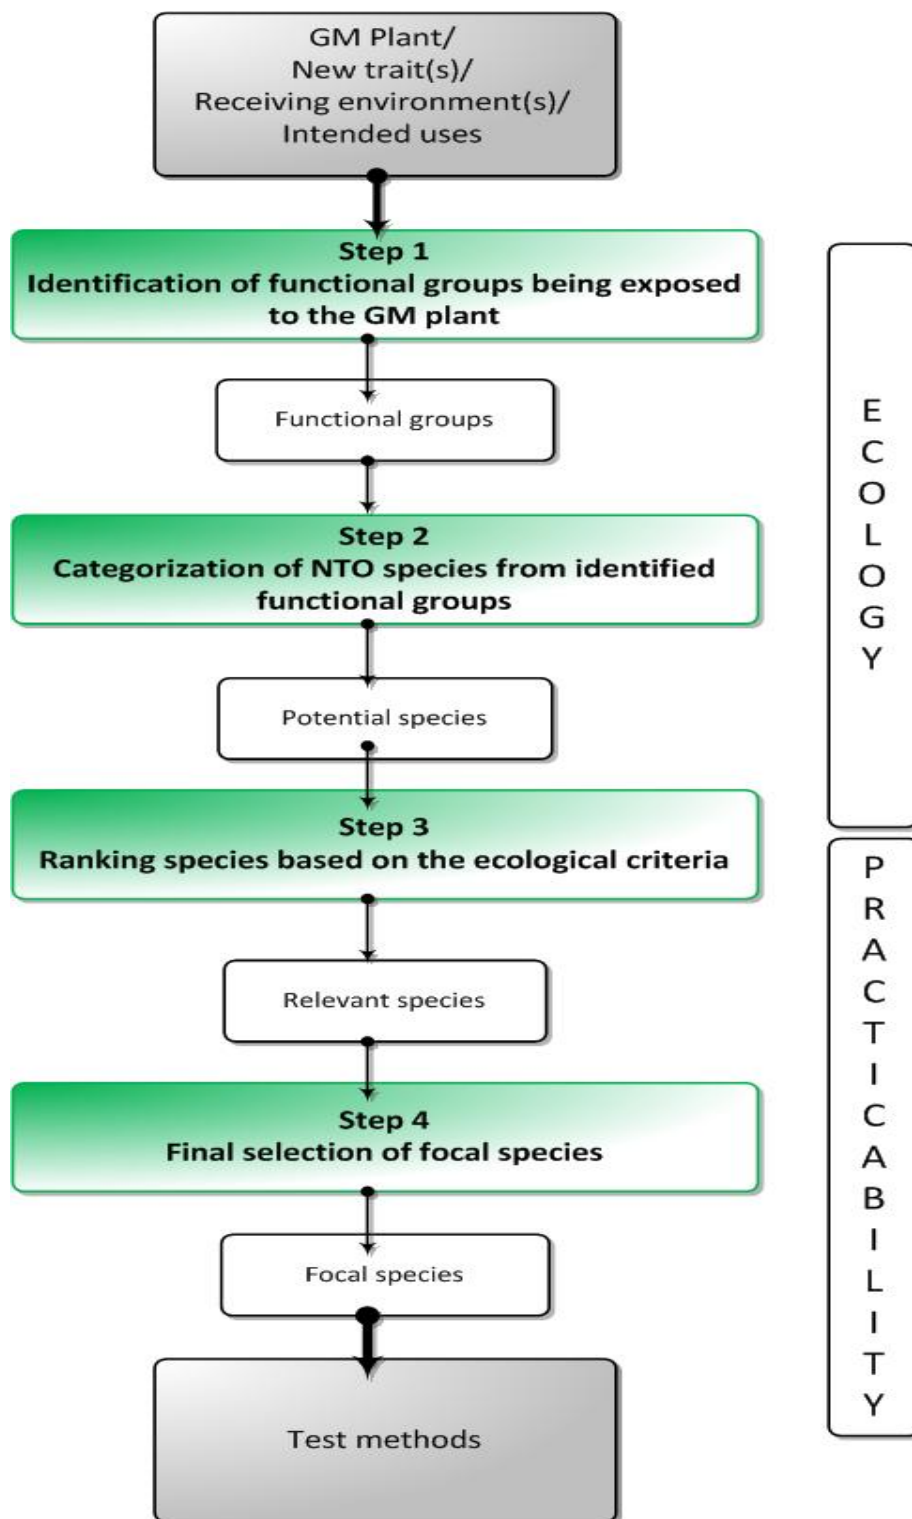 GM Plant/
New trait(s)/
Receiving environment(s)/
Intended uses
Step 1
Identification of functional groups being exposed
to the GM plant
Functional groups
Step 2
Categorization of NTO species from identified
functional groups
Potential species
Step 3
Ranking species based on the ecological criteria
Relevant species
Step 4
Final selection of focal species
Focal species
Test methods
E
C
O
L
O
G
Y
P
R
A
C
T
I
C
A
B
I
L
I
T
Y